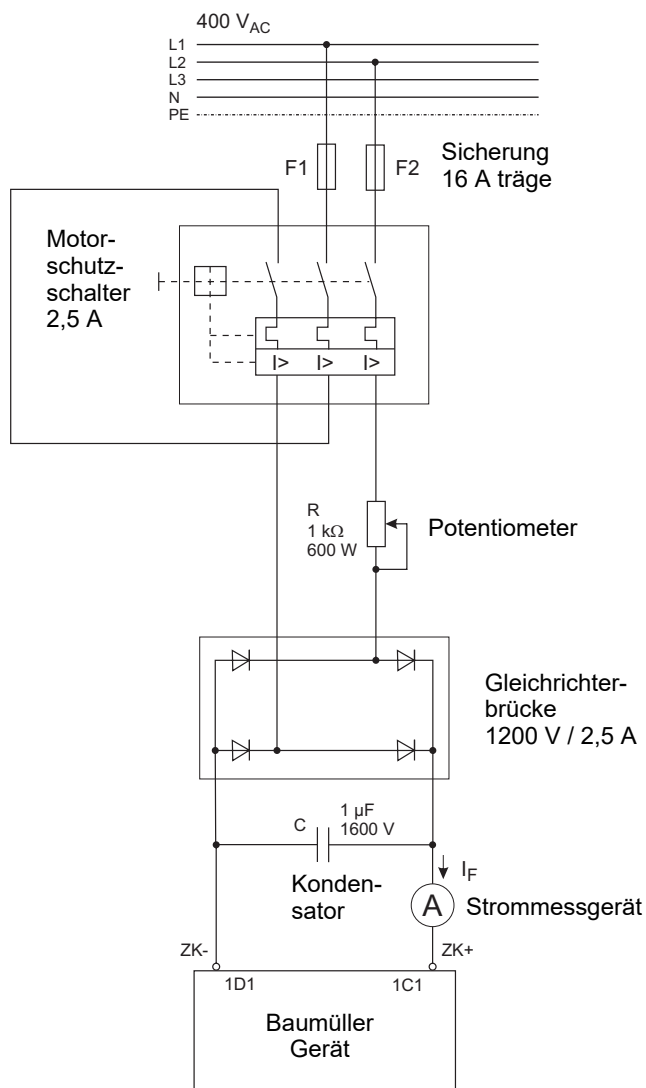 400 VAC
L1
L2
L3
N
PE
F1
F2
Sicherung
16 A träge
Motor-
schutz-
schalter
2,5 A
I>
I>
I>
R
1 kΩ
600 W
Potentiometer
Gleichrichter-
brücke
1200 V / 2,5 A
C
1 µF
1600 V
Konden-
sator
IF
A
Strommessgerät
ZK-
ZK+
1D1
1C1
Baumüller
Gerät